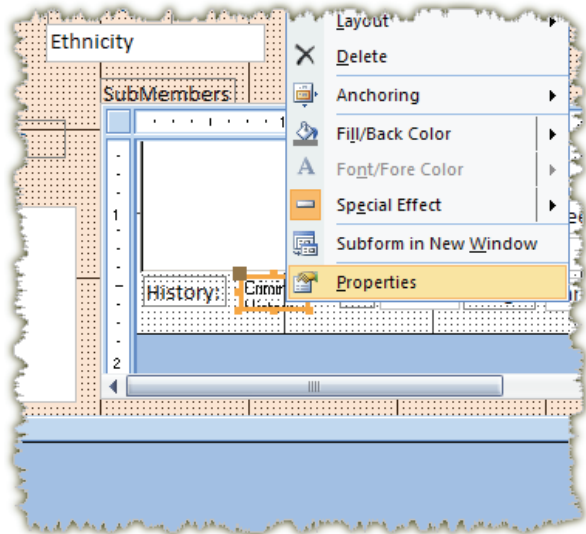 Layout
Ethnicity
Delete
SubMembers
Anchoring
1
Fill/Back Color
Font/Fore Color
1
Special Effect
Subform in New Window
History:
Properties
2